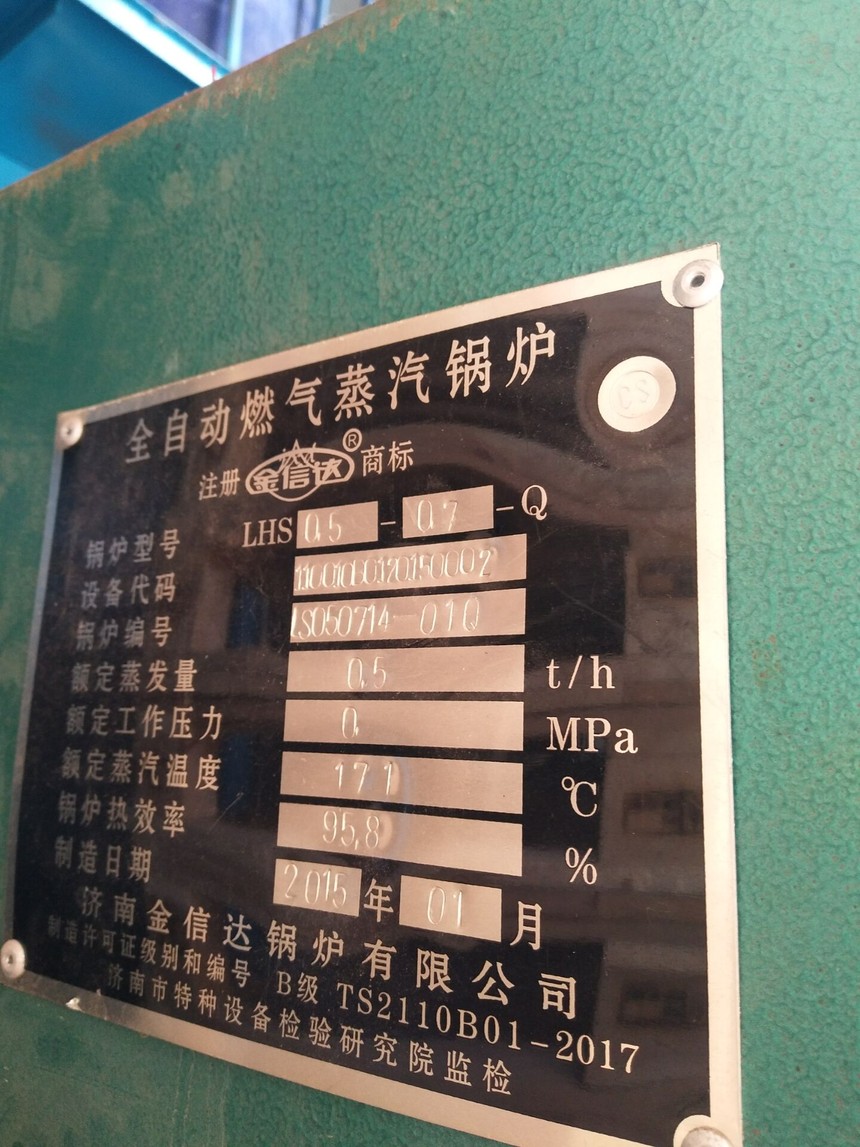 全自动燃气蒸汽锅炉
注册 金信达® 商标
锅炉型号 LHS 0.5 - 0.7 - Q
设备代码
锅炉编号 LS050714-01Q
额定蒸发量 0.5 t/h
额定工作压力 0. MPa
额定蒸汽温度 171 ℃
锅炉热效率 95.8 %
制造日期 2015 年 01 月
济南金信达锅炉有限公司
制造许可证级别和编号 B级 TS2110B01-2017
济南市特种设备检验研究院监检